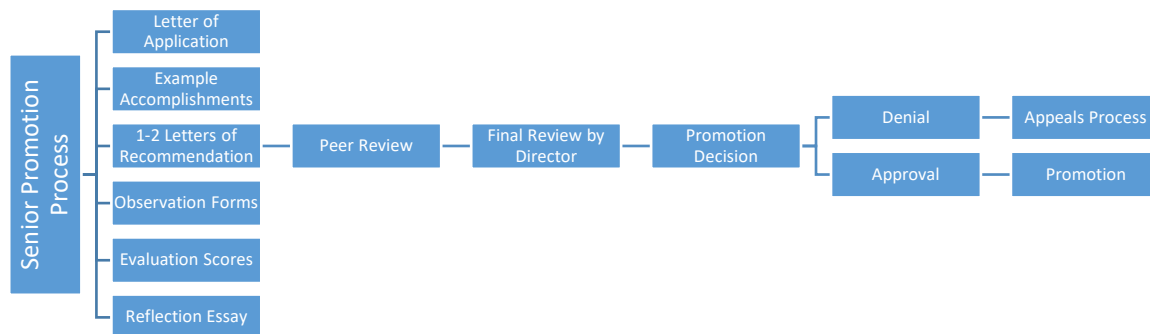 Senior Promotion
Process
Letter of
Application
Example
Accomplishments
1-2 Letters of
Recommendation
Observation Forms
Evaluation Scores
Reflection Essay
Peer Review
Final Review by
Director
Promotion
Decision
Denial
Appeals Process
Approval
Promotion